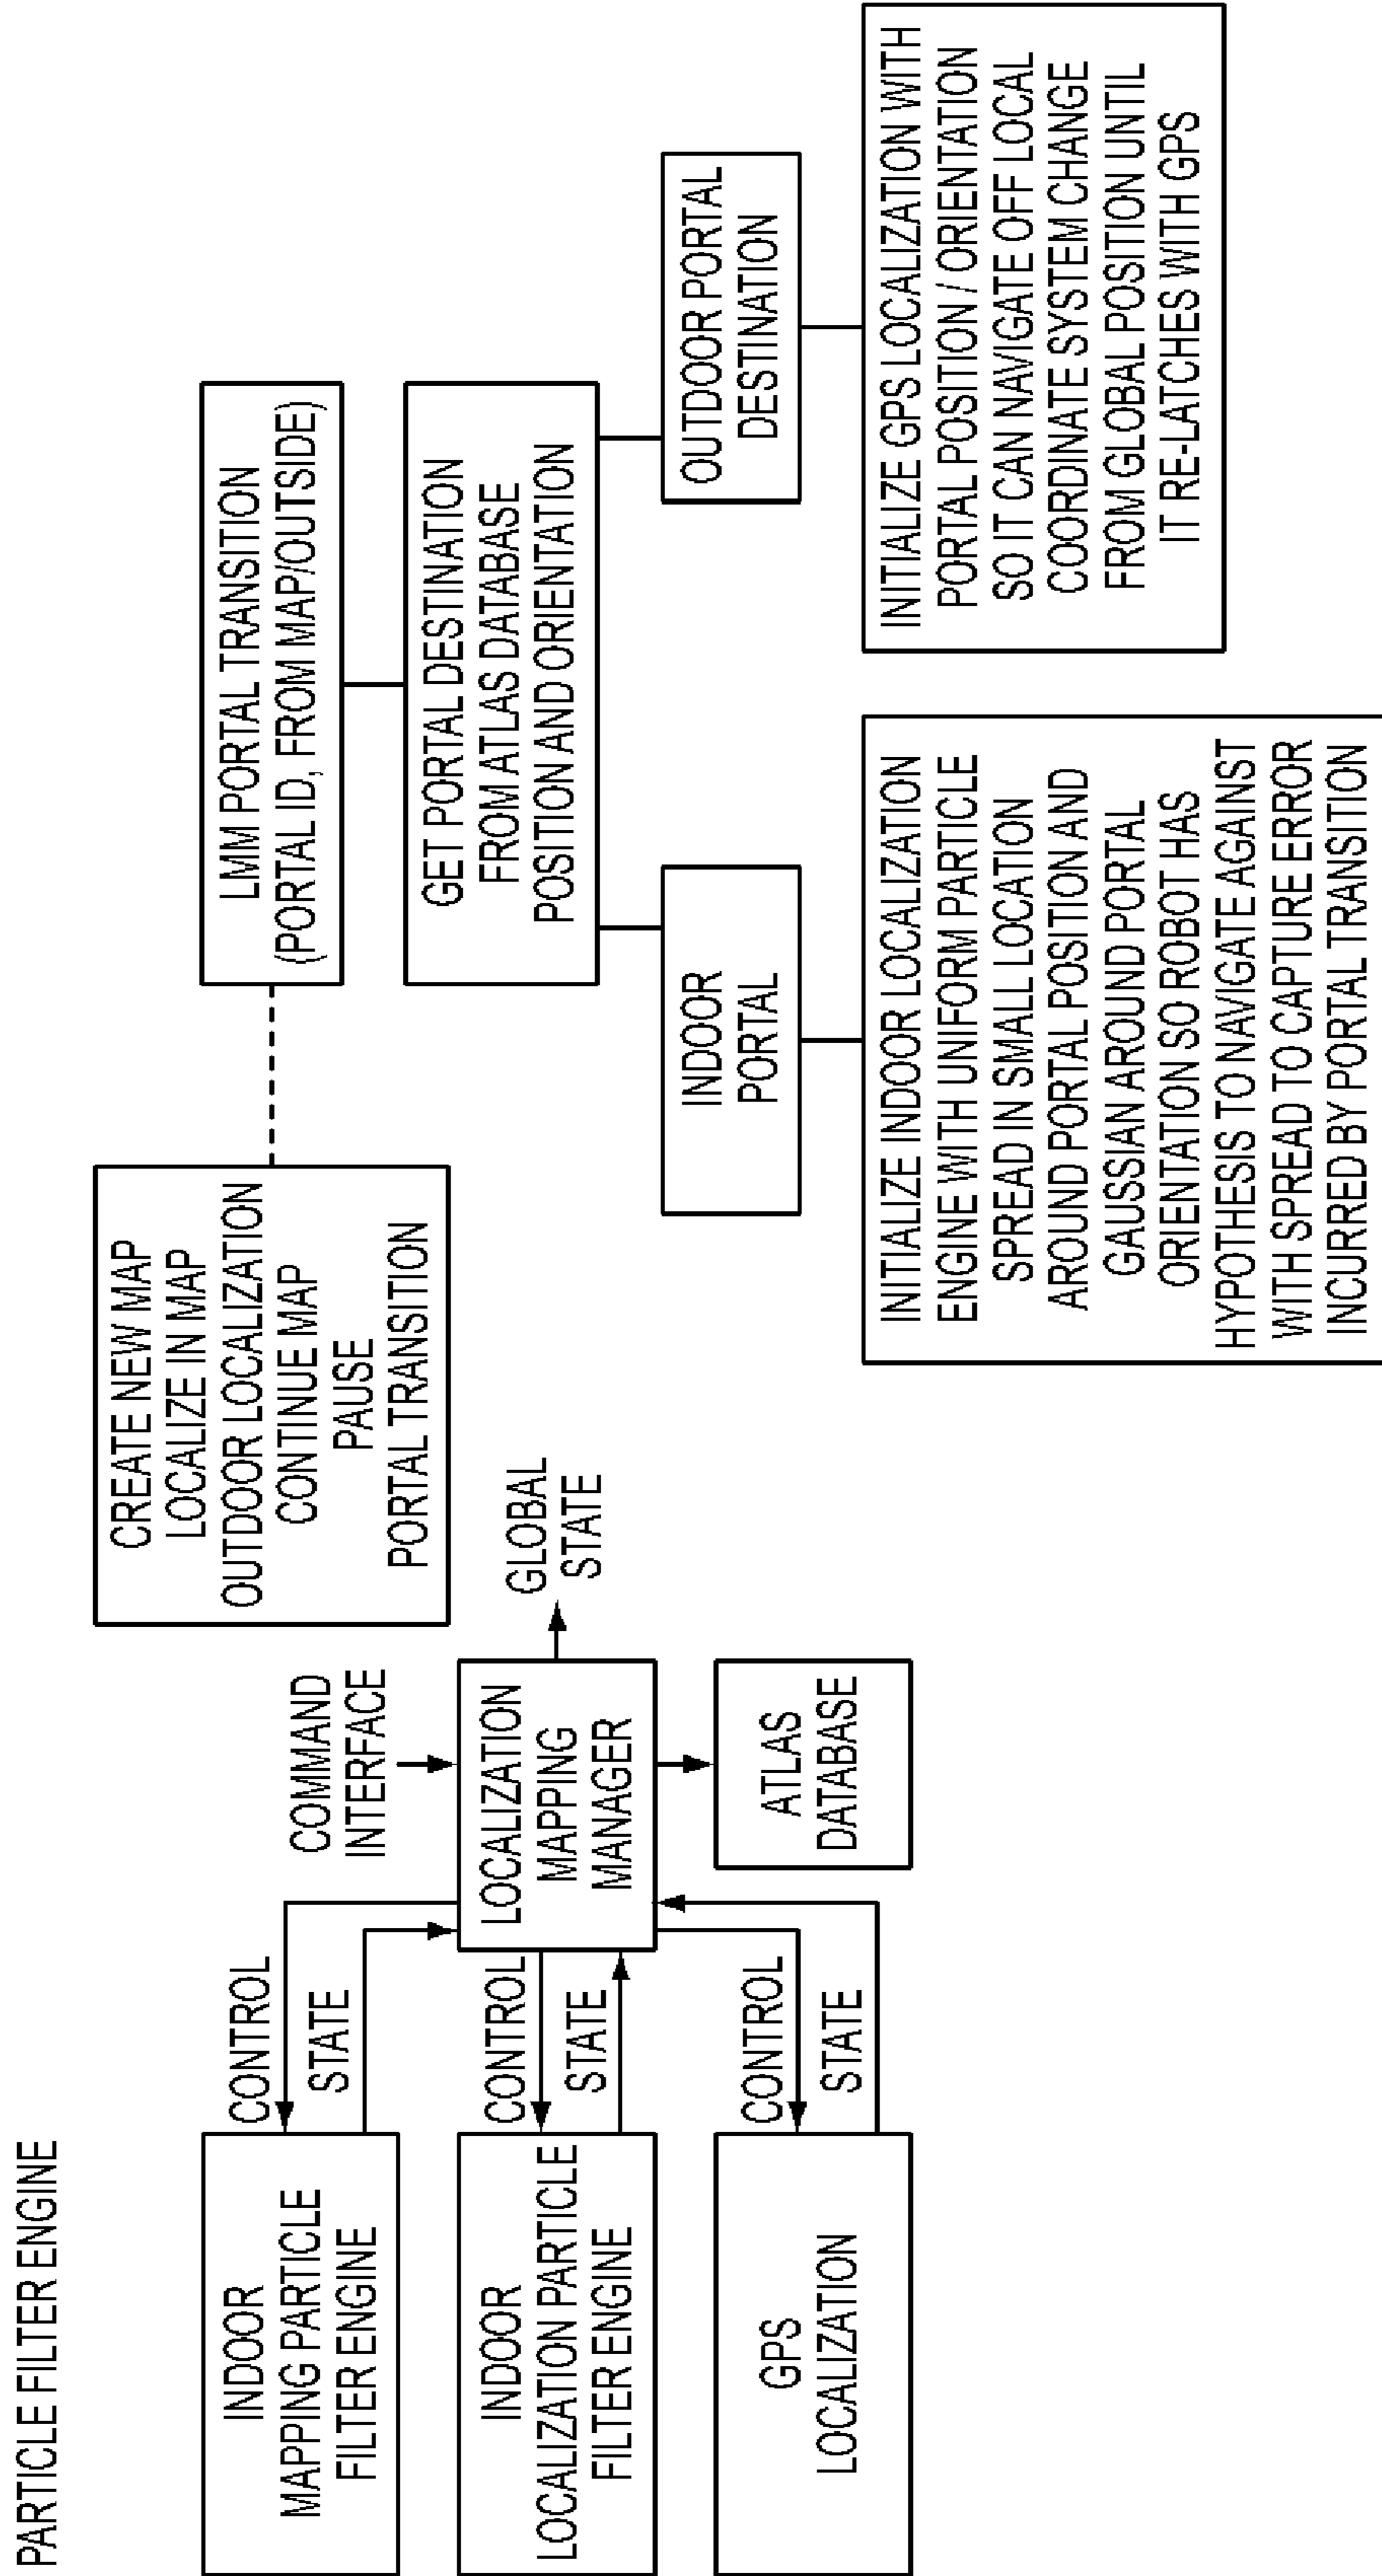 PARTICLE FILTER ENGINE
INDOOR
MAPPING PARTICLE
FILTER ENGINE
CONTROL
STATE
INDOOR
LOCALIZATION PARTICLE
FILTER ENGINE
CONTROL
STATE
GPS
LOCALIZATION
CONTROL
STATE
COMMAND
INTERFACE
LOCALIZATION
MAPPING
MANAGER
ATLAS
DATABASE
GLOBAL
STATE
CREATE NEW MAP
LOCALIZE IN MAP
OUTDOOR LOCALIZATION
CONTINUE MAP
PAUSE
PORTAL TRANSITION
LMM PORTAL TRANSITION
(PORTAL ID, FROM MAP/OUTSIDE)
GET PORTAL DESTINATION
FROM ATLAS DATABASE
POSITION AND ORIENTATION
INDOOR
PORTAL
INITIALIZE INDOOR LOCALIZATION
ENGINE WITH UNIFORM PARTICLE
SPREAD IN SMALL LOCATION
AROUND PORTAL POSITION AND
GAUSSIAN AROUND PORTAL
ORIENTATION SO ROBOT HAS
HYPOTHESIS TO NAVIGATE AGAINST
WITH SPREAD TO CAPTURE ERROR
INCURRED BY PORTAL TRANSITION
OUTDOOR PORTAL
DESTINATION
INITIALIZE GPS LOCALIZATION WITH
PORTAL POSITION / ORIENTATION
SO IT CAN NAVIGATE OFF LOCAL
COORDINATE SYSTEM CHANGE
FROM GLOBAL POSITION UNTIL
IT RE-LATCHES WITH GPS